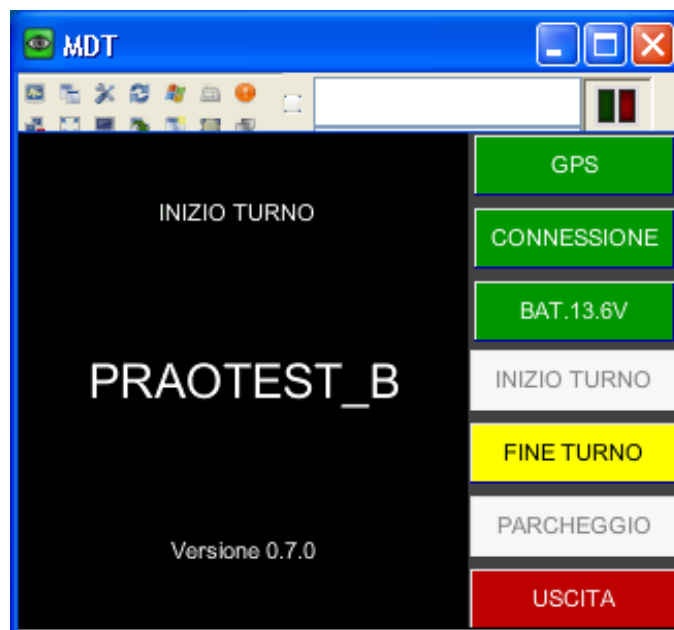 MDT
INIZIO TURNO
PRAOTEST_B
Versione 0.7.0
GPS
CONNESSIONE
BAT.13.6V
INIZIO TURNO
FINE TURNO
PARCHEGGIO
USCITA